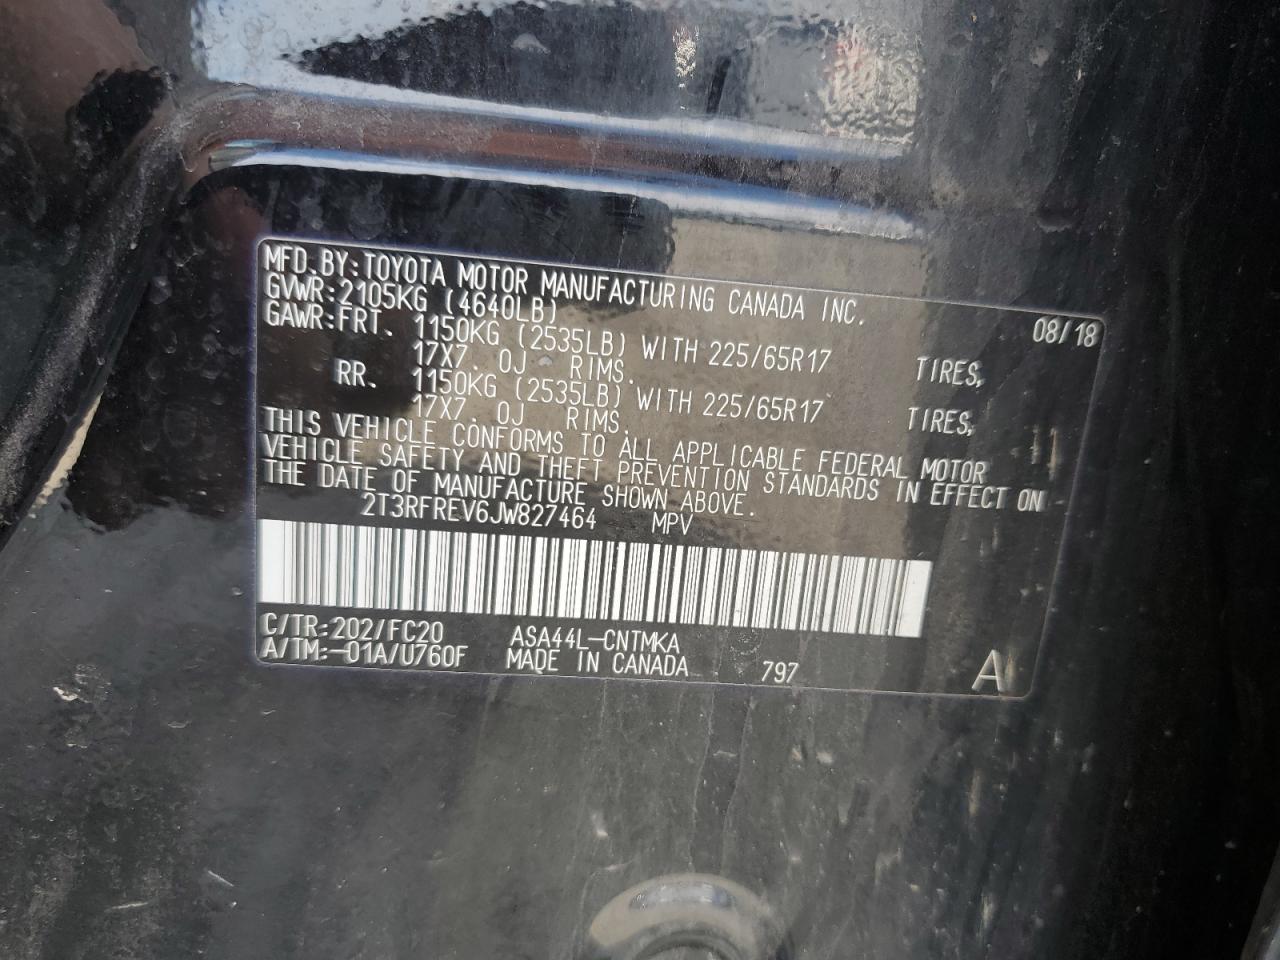 MFD.BY:TOYOTA MOTOR MANUFACTURING CANADA INC.
GVWR:2105KG (4640LB) 08/18
GAWR:FRT. 1150KG (2535LB) WITH 225/65R17 TIRES,
17X7. 0J RIMS.
RR. 1150KG (2535LB) WITH 225/65R17 TIRES,
17X7. 0J RIMS.
THIS VEHICLE CONFORMS TO ALL APPLICABLE FEDERAL MOTOR
VEHICLE SAFETY AND THEFT PREVENTION STANDARDS IN EFFECT ON
THE DATE OF MANUFACTURE SHOWN ABOVE.
2T3RFREV6JW827464 MPV
C/TR:202/FC20 ASA44L-CNTMKA
A/TM:-01A/U760F MADE IN CANADA 797 A